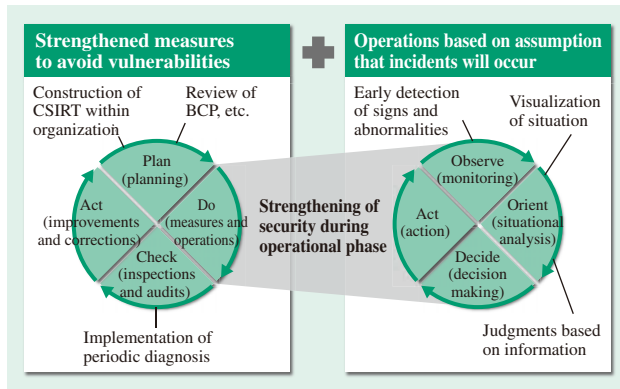 Strengthened measures
to avoid vulnerabilities
Construction of
CSIRT within
organization
Review of
BCP, etc.
Plan
(planning)
Act
(improvements
and corrections)
Do
(measures and
operations)
Check
(inspections
and audits)
Implementation of
periodic diagnosis
Strengthening of
security during
operational phase
Operations based on assumption
that incidents will occur
Early detection
of signs and
abnormalities
Visualization
of situation
Observe
(monitoring)
Act
(action)
Orient
(situational
analysis)
Decide
(decision
making)
Judgments based
on information